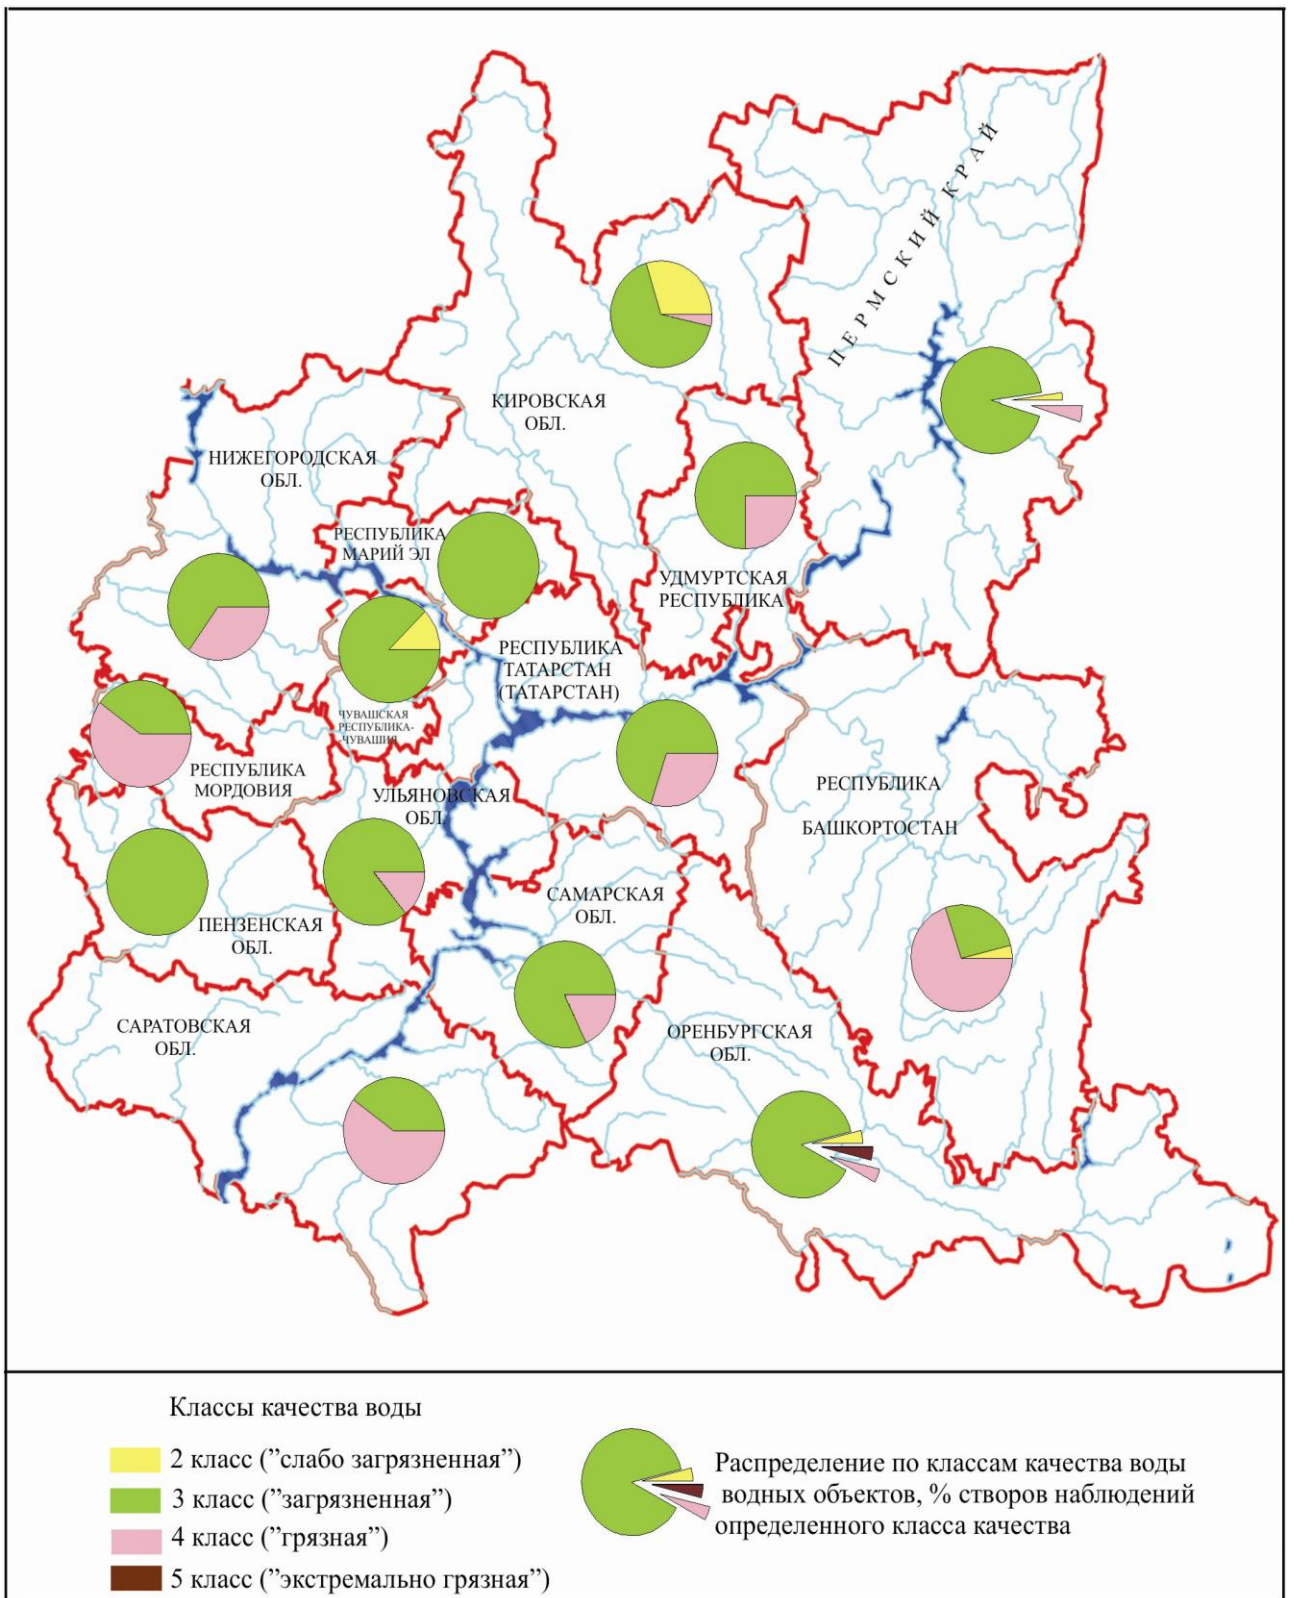 ПЕРМСКИЙ КРАЙ
КИРОВСКАЯ
ОБЛ.
НИЖЕГОРОДСКАЯ
ОБЛ.
РЕСПУБЛИКА
МАРИЙ ЭЛ
УДМУРТСКАЯ
РЕСПУБЛИКА
РЕСПУБЛИКА
ТАТАРСТАН
(ТАТАРСТАН)
ЧУВАШСКАЯ
РЕСПУБЛИКА-
ЧУВАШИЯ
РЕСПУБЛИКА
МОРДОВИЯ
УЛЬЯНОВСКАЯ
ОБЛ.
РЕСПУБЛИКА
БАШКОРТОСТАН
ПЕНЗЕНСКАЯ
ОБЛ.
САМАРСКАЯ
ОБЛ.
САРАТОВСКАЯ
ОБЛ.
ОРЕНБУРГСКАЯ
ОБЛ.
Классы качества воды
2 класс ("слабо загрязненная")
3 класс ("загрязненная")
4 класс ("грязная")
5 класс ("экстремально грязная")
Распределение по классам качества воды
водных объектов, % створов наблюдений
определенного класса качества